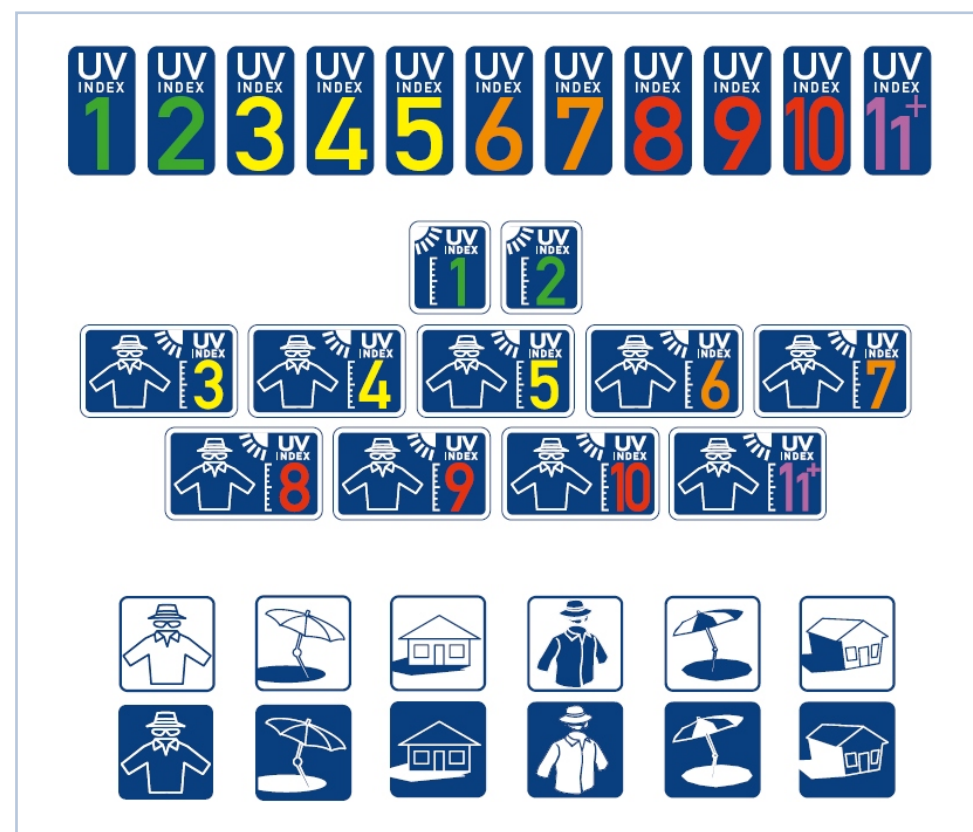 UV UV UV UV UV UV UV UV UV UV UV
INDEX INDEX INDEX INDEX INDEX INDEX INDEX INDEX INDEX INDEX INDEX
1 2 3 4 5 6 7 8 9 10 11+
UV UV
INDEX INDEX
1 2
UV UV UV UV UV
INDEX INDEX INDEX INDEX INDEX
3 4 5 6 7
UV UV UV UV
INDEX INDEX INDEX INDEX
8 9 10 11+